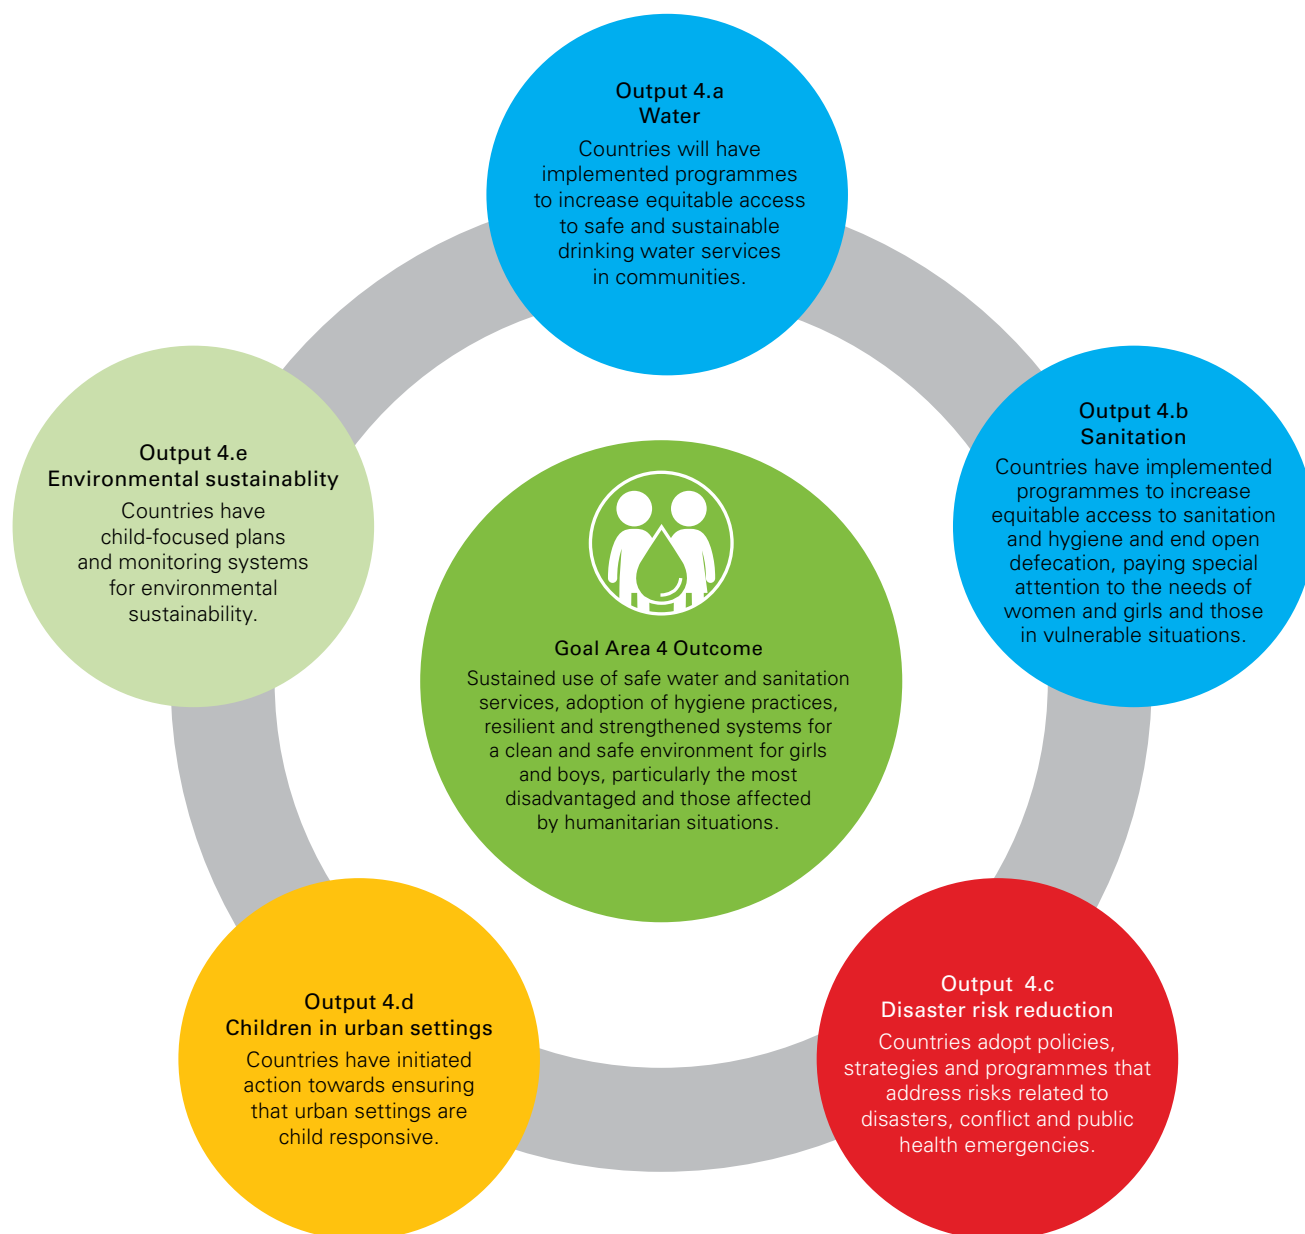 Output 4.a
Water
Countries will have
implemented programmes
to increase equitable access
to safe and sustainable
drinking water services
in communities.
Output 4.b
Sanitation
Countries have implemented
programmes to increase
equitable access to sanitation
and hygiene and end open
defecation, paying special
attention to the needs of
women and girls and those
in vulnerable situations.
Output 4.c
Disaster risk reduction
Countries adopt policies,
strategies and programmes that
address risks related to
disasters, conflict and public
health emergencies.
Output 4.d
Children in urban settings
Countries have initiated
action towards ensuring
that urban settings are
child responsive.
Output 4.e
Environmental sustainablity
Countries have
child-focused plans
and monitoring systems
for environmental
sustainability.
Goal Area 4 Outcome
Sustained use of safe water and sanitation
services, adoption of hygiene practices,
resilient and strengthened systems for
a clean and safe environment for girls
and boys, particularly the most
disadvantaged and those affected
by humanitarian situations.